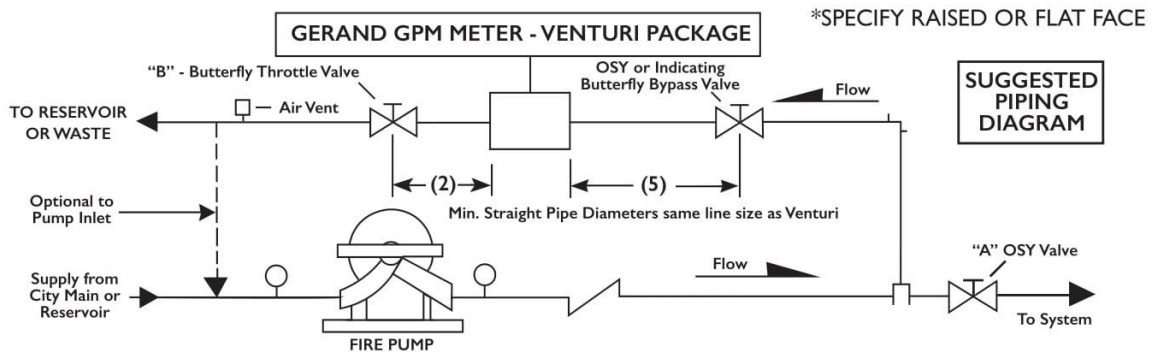 *SPECIFY RAISED OR FLAT FACE
GERAND GPM METER - VENTURI PACKAGE
"B" - Butterfly Throttle Valve
OSY or Indicating
Butterfly Bypass Valve
Flow
SUGGESTED
PIPING
DIAGRAM
TO RESERVOIR
OR WASTE
Air Vent
(2)
(5)
Min. Straight Pipe Diameters same line size as Venturi
Optional to
Pump Inlet
Supply from
City Main or
Reservoir
Flow
"A" OSY Valve
To System
FIRE PUMP